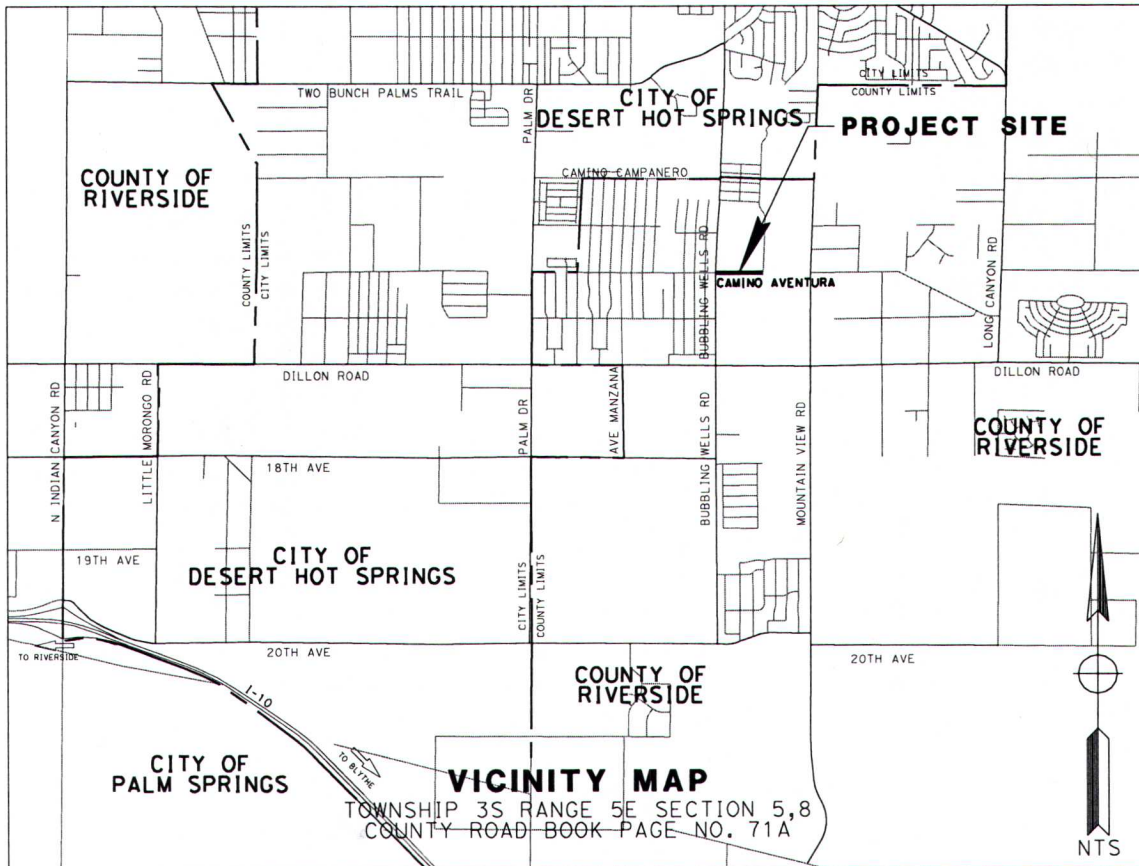 CITY LIMITS
COUNTY LIMITS
TWO BUNCH PALMS TRAIL
PALM DR
CITY OF
DESERT HOT SPRINGS
PROJECT SITE
CAMINO CAMPANERO
COUNTY OF
RIVERSIDE
COUNTY LIMITS
CITY LIMITS
BUBBLING WELLS RD
CAMINO AVENTURA
LONG CANYON RD
DILLON ROAD
DILLON ROAD
N INDIAN CANYON RD
LITTLE MORONGO RD
PALM DR
AVE MANZANA
BUBBLING WELLS RD
MOUNTAIN VIEW RD
COUNTY OF
RIVERSIDE
18TH AVE
19TH AVE
CITY OF
DESERT HOT SPRINGS
CITY LIMITS
COUNTY LIMITS
TO RIVERSIDE
20TH AVE
20TH AVE
I-10
COUNTY OF
RIVERSIDE
CITY OF
PALM SPRINGS
TO BLYTHE
VICINITY MAP
TOWNSHIP 3S RANGE 5E SECTION 5,8
COUNTY ROAD BOOK PAGE NO. 71A
NTS